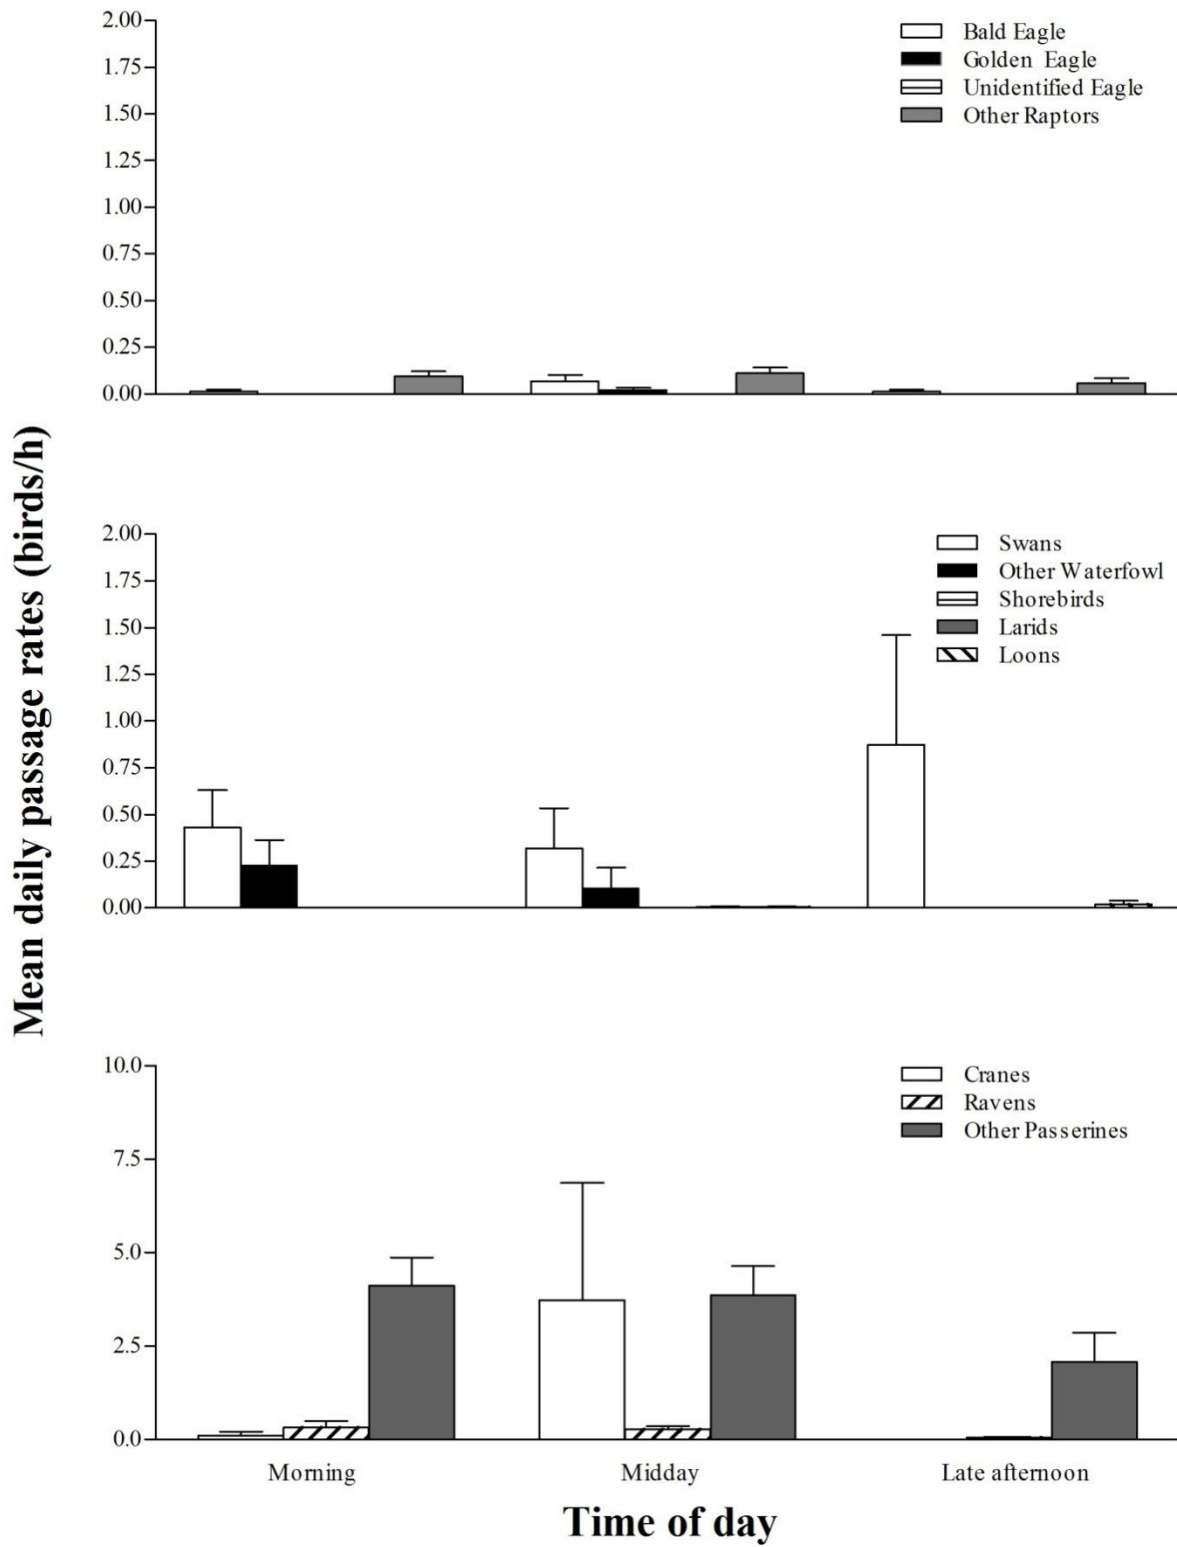 Mean daily passage rates (birds/h)
2.00
1.75
1.50
1.25
1.00
0.75
0.50
0.25
0.00
Bald Eagle
Golden Eagle
Unidentified Eagle
Other Raptors
2.00
1.75
1.50
1.25
1.00
0.75
0.50
0.25
0.00
Swans
Other Waterfowl
Shorebirds
Larids
Loons
10.0
7.5
5.0
2.5
0.0
Cranes
Ravens
Other Passerines
Morning Midday Late afternoon
Time of day